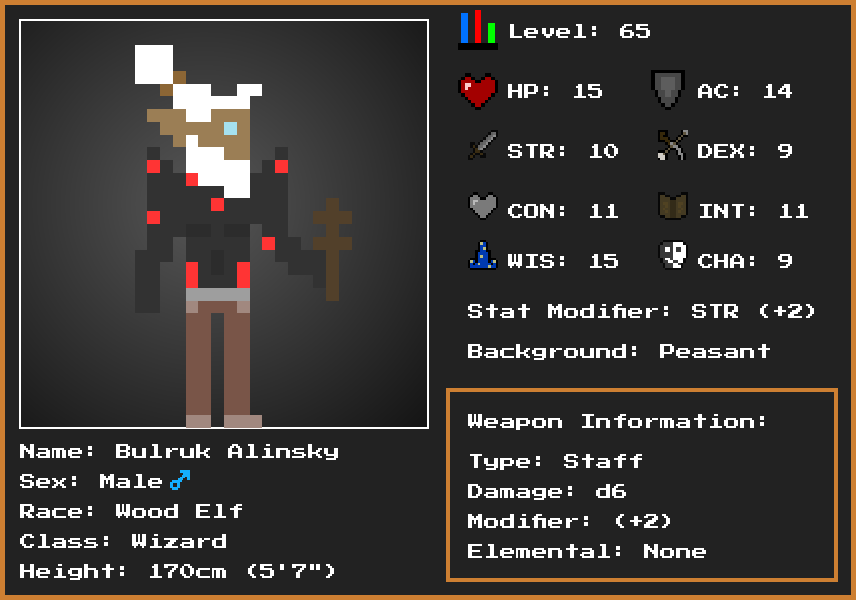 Level: 65
HP: 15
AC: 14
STR: 10
DEX: 9
CON: 11
INT: 11
WIS: 15
CHA: 9
Stat Modifier: STR (+2)
Background: Peasant
Weapon Information:
Type: Staff
Damage: d6
Modifier: (+2)
Elemental: None
Name: Bulruk Alinsky
Sex: Male♂
Race: Wood Elf
Class: Wizard
Height: 170cm (5'7")